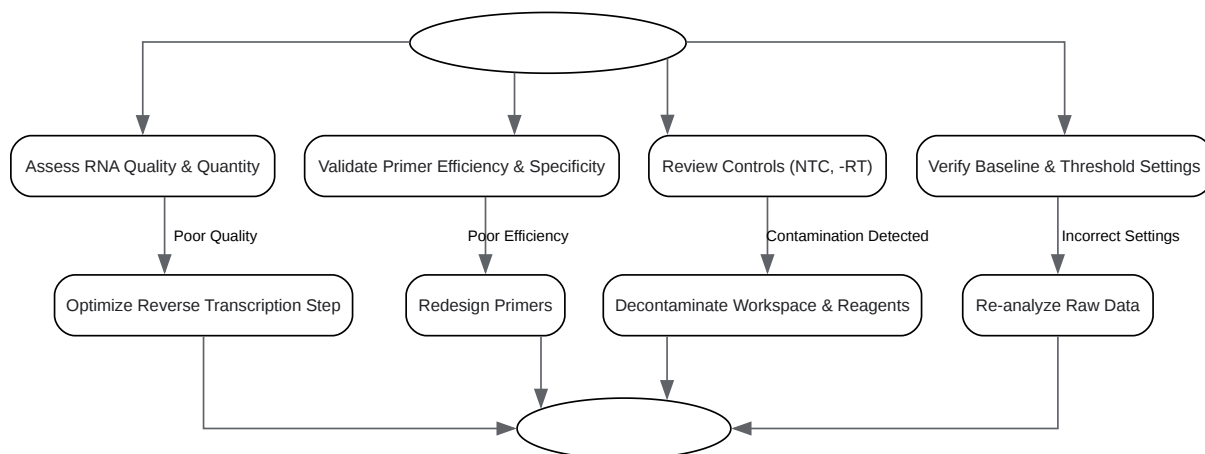 Assess RNA Quality & Quantity
Validate Primer Efficiency & Specificity
Review Controls (NTC, -RT)
Verify Baseline & Threshold Settings
Poor Quality
Poor Efficiency
Contamination Detected
Incorrect Settings
Optimize Reverse Transcription Step
Redesign Primers
Decontaminate Workspace & Reagents
Re-analyze Raw Data